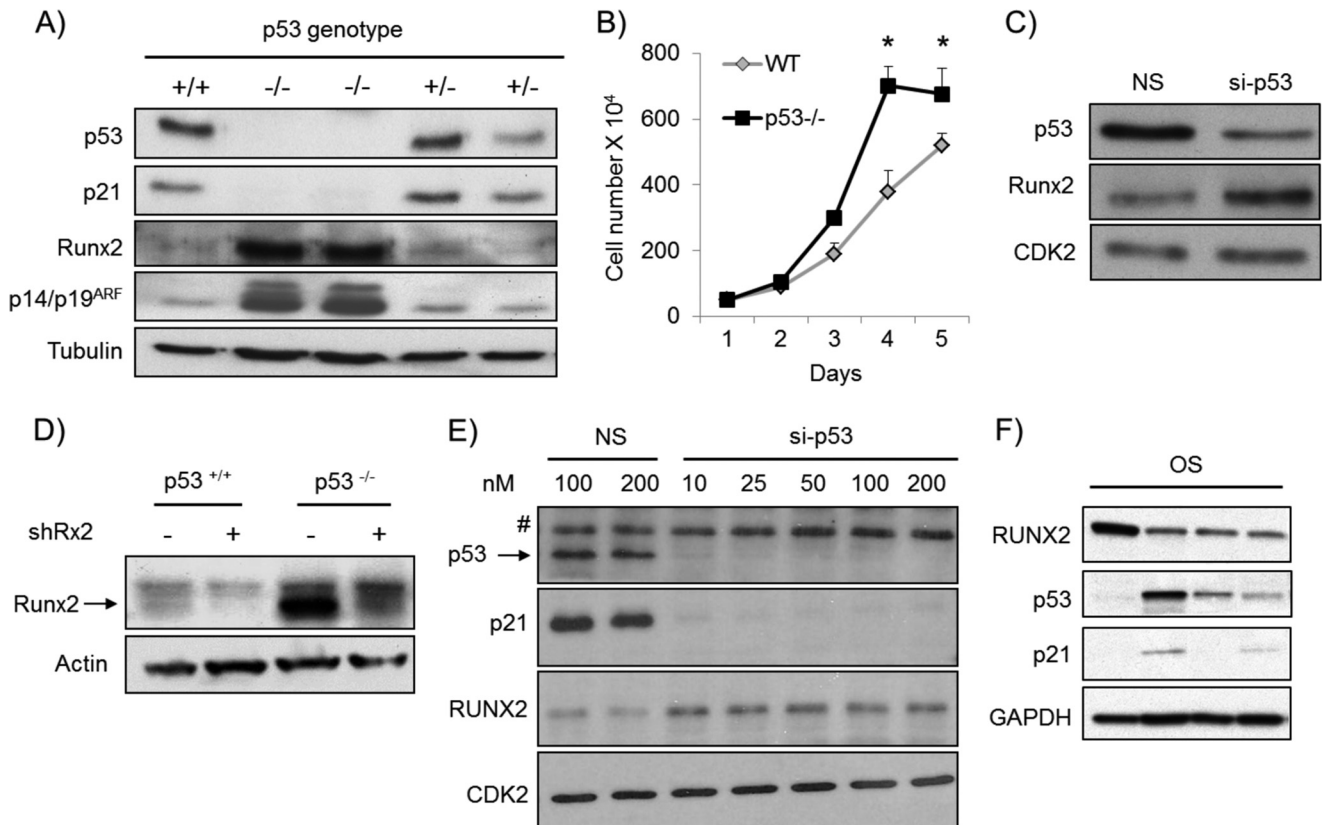 A)
p53 genotype
+/+ -/- -/- +/- +/-
p53
p21
Runx2
p14/p19ARF
Tubulin
B)
Cell number X 10⁴
800
600
400
200
0
WT
p53-/-
* *
1 2 3 4 5
Days
C)
NS si-p53
p53
Runx2
CDK2
D)
p53 +/+ p53 -/-
shRx2 - + - +
Runx2
Actin
E)
NS si-p53
nM 100 200 10 25 50 100 200
#
p53
p21
RUNX2
CDK2
F)
OS
RUNX2
p53
p21
GAPDH